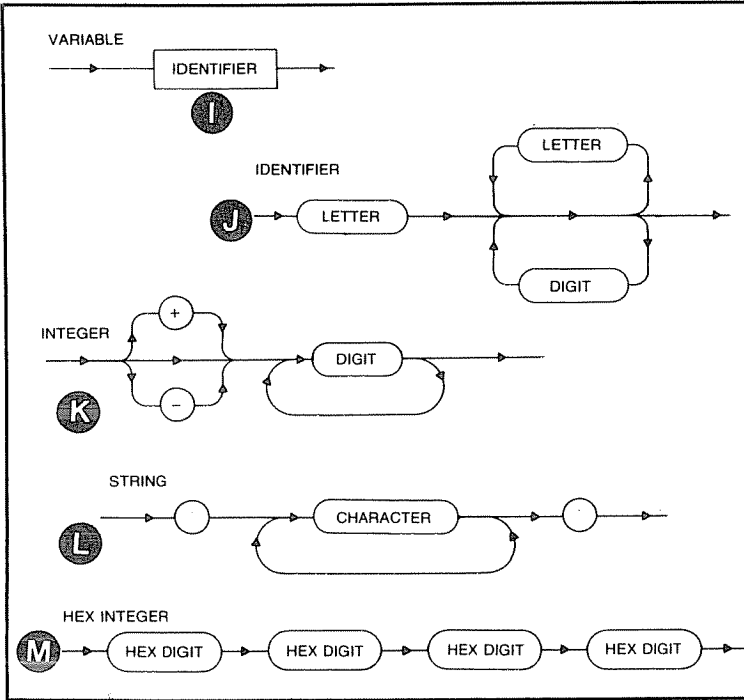 VARIABLE
IDENTIFIER
I
IDENTIFIER
LETTER
J
LETTER
DIGIT
INTEGER
+
DIGIT
−
K
STRING
CHARACTER
L
HEX INTEGER
M
HEX DIGIT HEX DIGIT HEX DIGIT HEX DIGIT